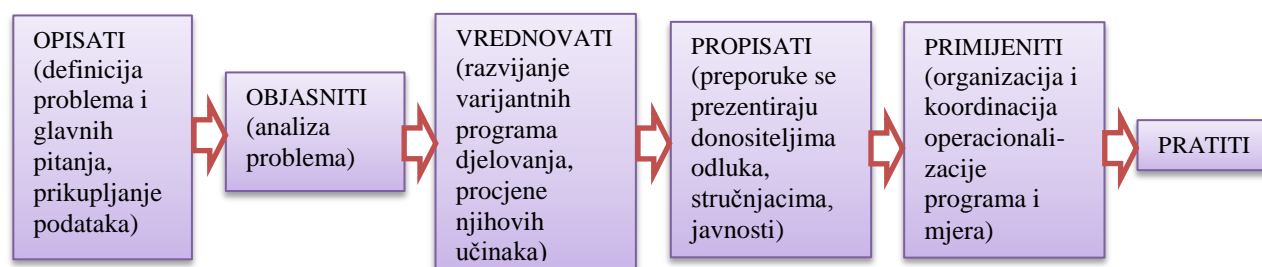 OPISATI
(definicija
problema i
glavnih
pitanja,
prikupljanje
podataka)
OBJASNITI
(analiza
problema)
VREDNOVATI
(razvijanje
varijantnih
programa
djelovanja,
procjene
njihovih
učinaka)
PROPISATI
(preporuke se
prezentiraju
donositeljima
odluka,
stručnjacima,
javnosti)
PRIMIJENITI
(organizacija i
koordinacija
operacionali-
zacije
programa i
mjera)
PRATITI